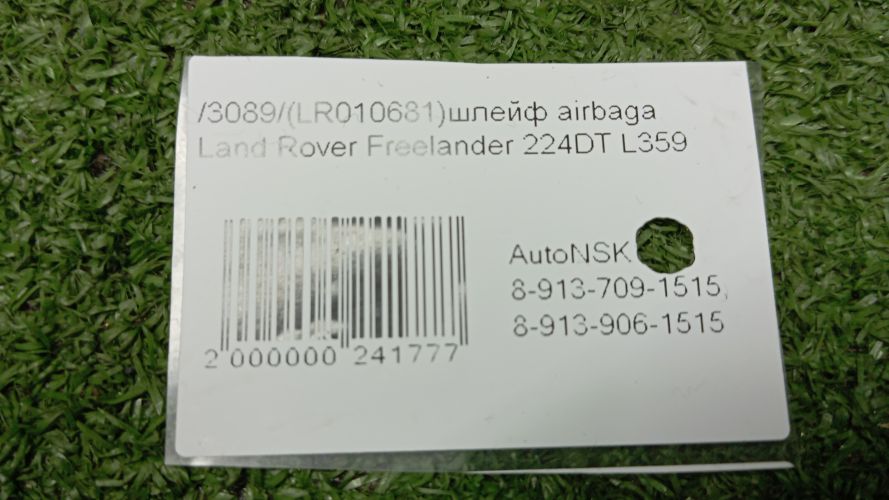 /3089/(LR010681)шлейф airbaga
Land Rover Freelander 224DT L359
AutoNSK
8-913-709-1515,
8-913-906-1515
2 000000 241777